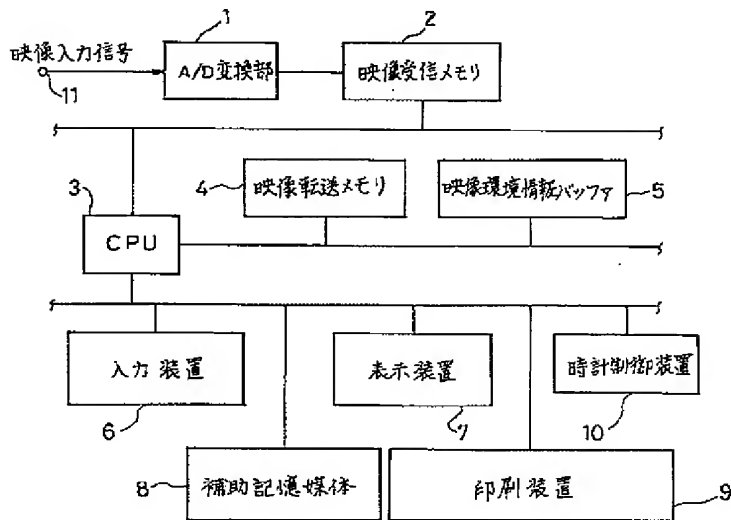 1
2
映像入力信号
A/D変換部
映像受信メモリ
11
3
4
映像転送メモリ
映像環境情報バッファ
5
CPU
入力装置
表示装置
時計制御装置
6
7
10
8
補助記憶媒体
印刷装置
9